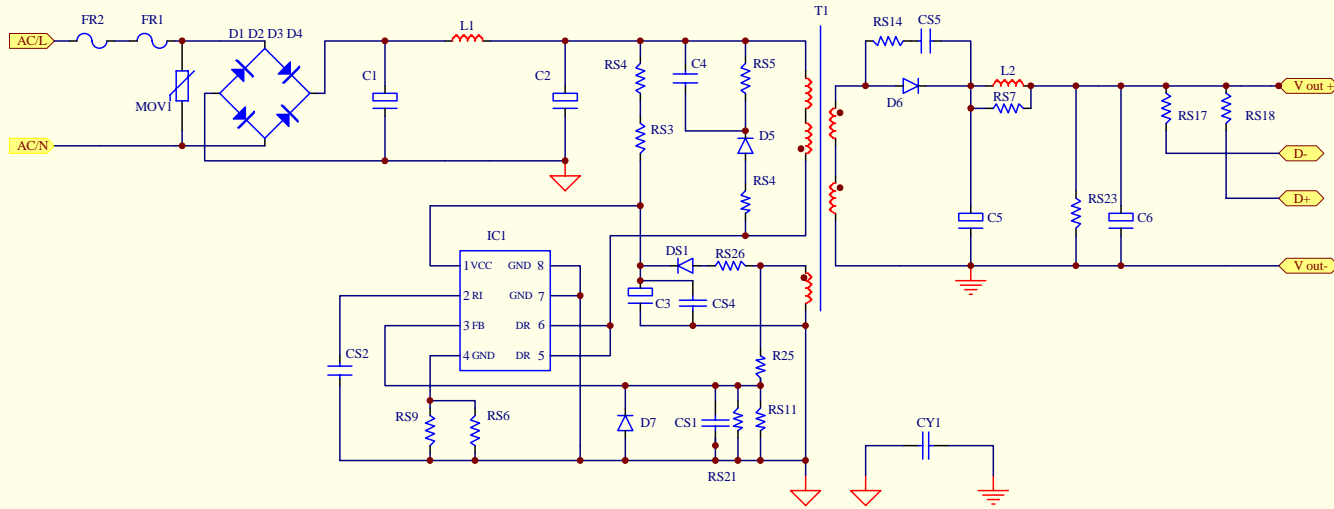 FR2 FR1 D1 D2 D3 D4 L1 T1 RS14 CS5
AC/L
C1 C2 RS4 C4 RS5 L2
MOV1 D6 RS7 V out +
RS3 D5 RS17 RS18
AC/N D-
RS4 RS23 D+
C5 C6
IC1 DS1 RS26
1 VCC GND 8 V out-
2 RI GND 7 C3 CS4
3 FB DR 6
CS2 4 GND DR 5 R25
RS9 RS6 D7 CS1 RS11 CY1
RS21